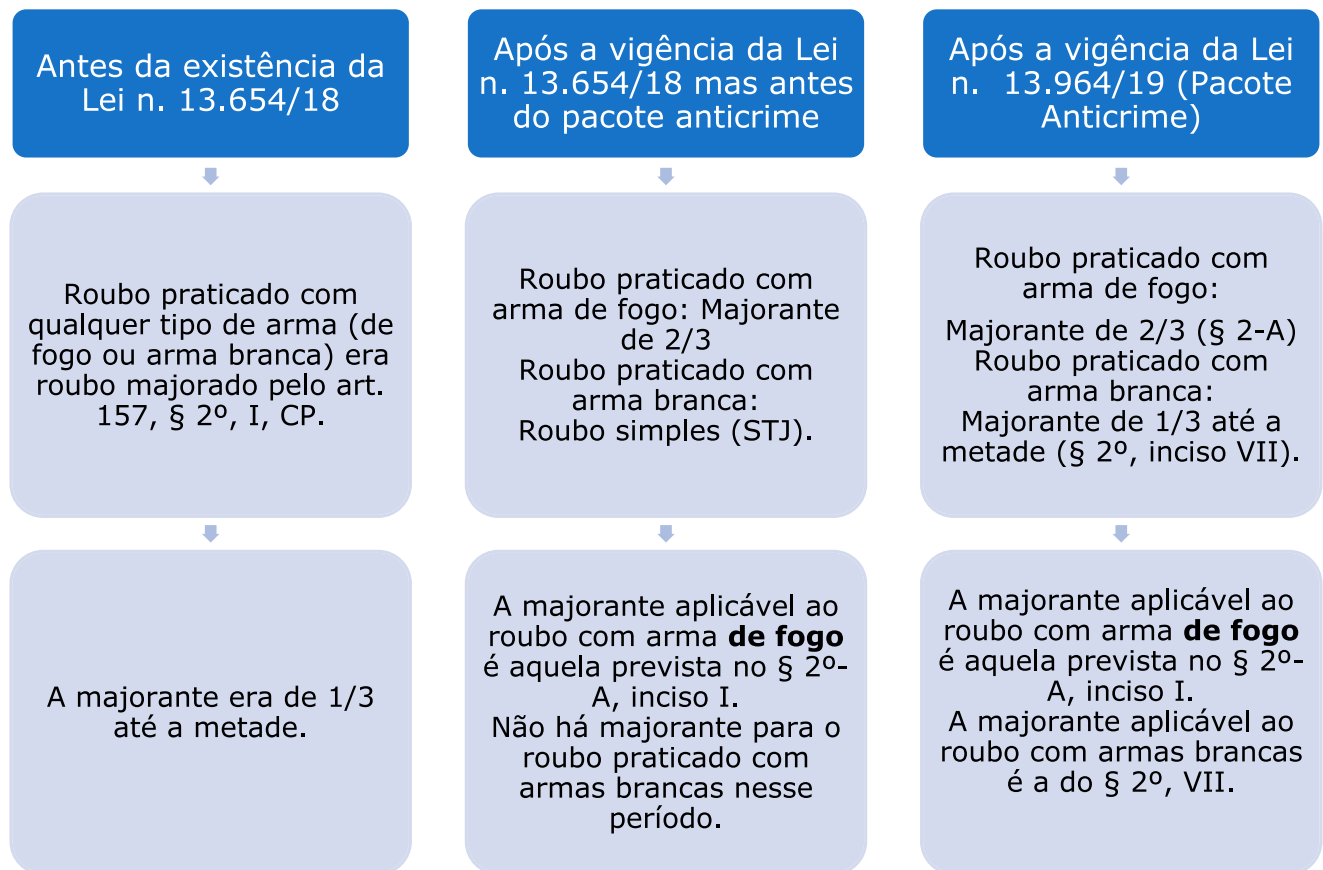 Antes da existência da
Lei n. 13.654/18
Roubo praticado com
qualquer tipo de arma (de
fogo ou arma branca) era
roubo majorado pelo art.
157, § 2º, I, CP.
A majorante era de 1/3
até a metade.
Após a vigência da Lei
n. 13.654/18 mas antes
do pacote anticrime
Roubo praticado com
arma de fogo: Majorante
de 2/3
Roubo praticado com
arma branca:
Roubo simples (STJ).
A majorante aplicável ao
roubo com arma de fogo
é aquela prevista no § 2º-
A, inciso I.
Não há majorante para o
roubo praticado com
armas brancas nesse
período.
Após a vigência da Lei
n. 13.964/19 (Pacote
Anticrime)
Roubo praticado com
arma de fogo:
Majorante de 2/3 (§ 2-A)
Roubo praticado com
arma branca:
Majorante de 1/3 até a
metade (§ 2º, inciso VII).
A majorante aplicável ao
roubo com arma de fogo
é aquela prevista no § 2º-
A, inciso I.
A majorante aplicável ao
roubo com armas brancas
é a do § 2º, VII.